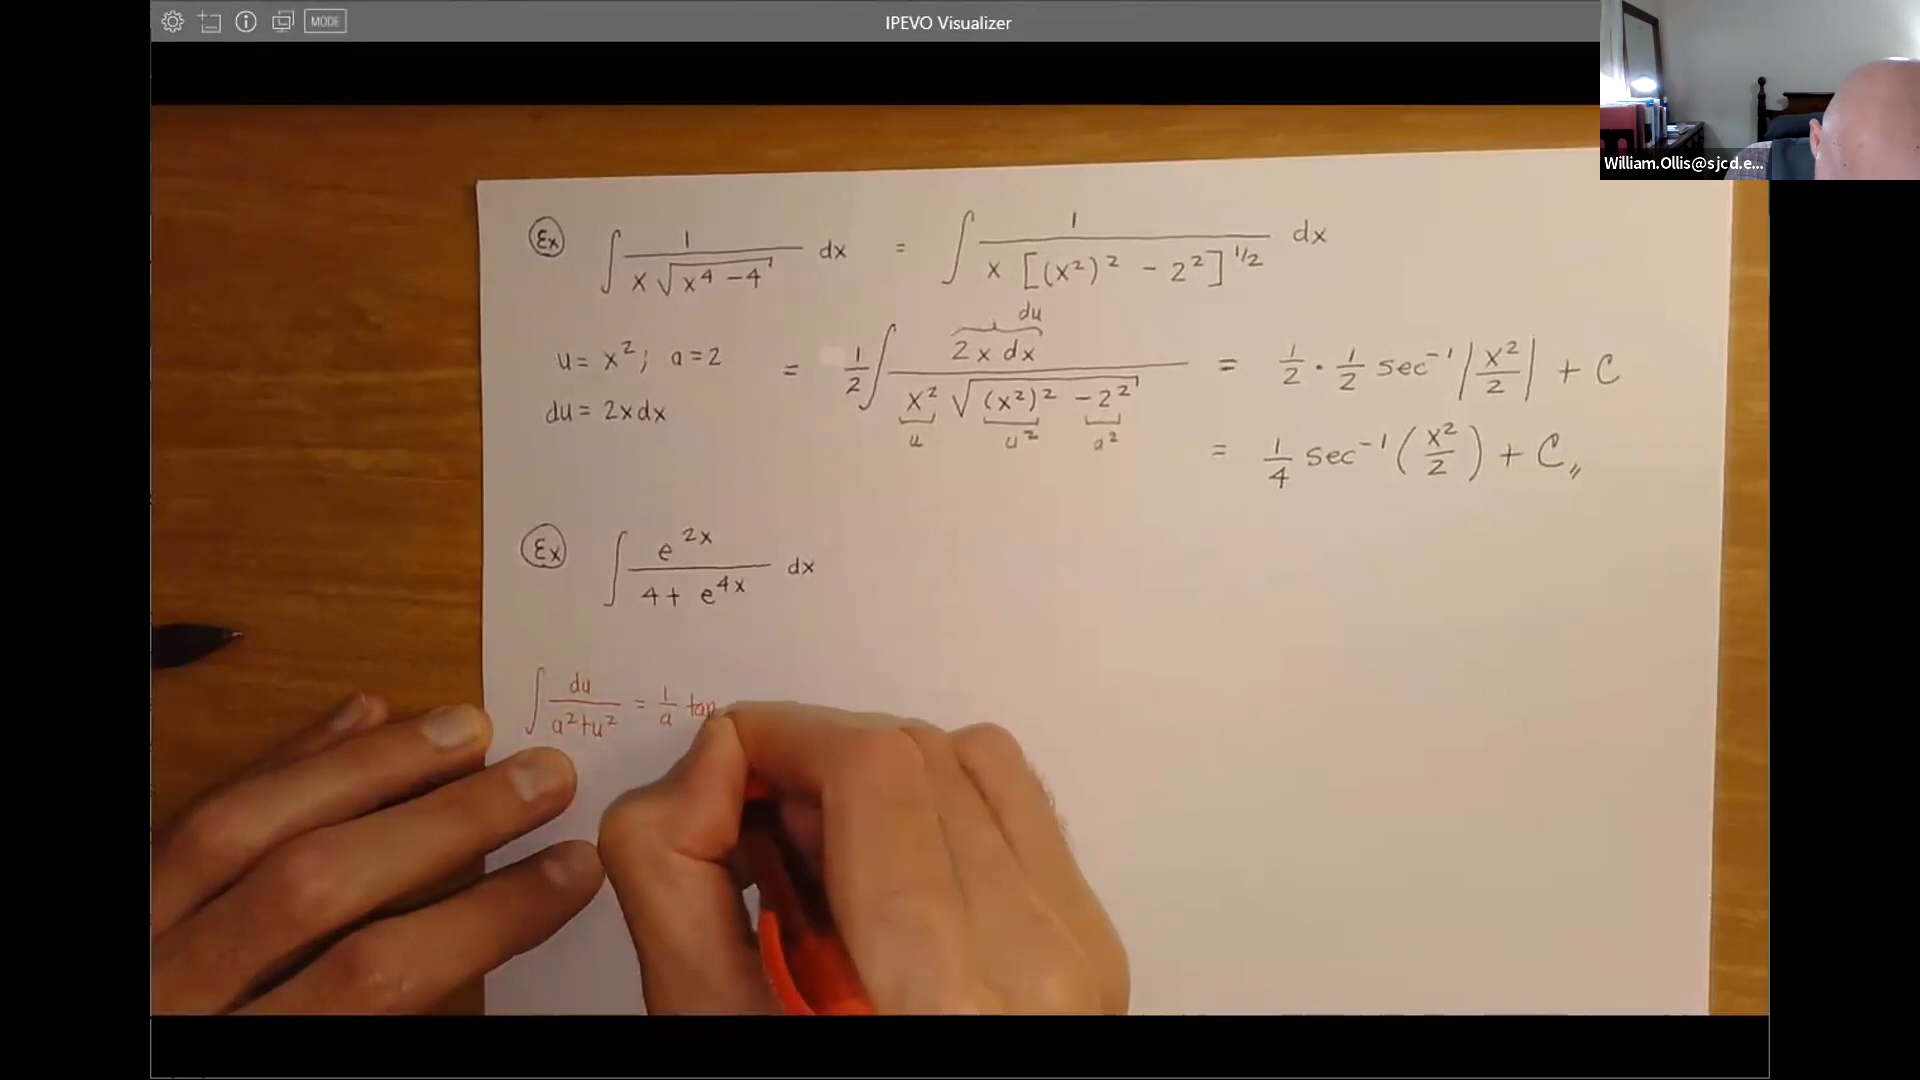 MODE
IPEVO Visualizer
William.Ollis@sjcd.e...
Ex ∫ 1 / x √(x⁴ - 4) dx = ∫ 1 / x [(x²)² - 2²]^1/2 dx
u = x²; a = 2 = 1/2 ∫ 2x dx / x² √((x²)² - 2²) = 1/2 · 1/2 sec⁻¹ |x²/2| + C
du
du = 2xdx
u u² a²
= 1/4 sec⁻¹ (x²/2) + C,,
Ex ∫ e^2x / 4 + e^4x dx
∫ du / a² + u² = 1/a tan